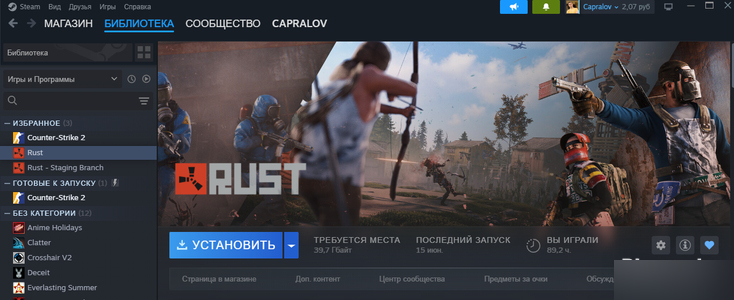 Steam Вид Друзья Игры Справка Capralov 2,07 руб
МАГАЗИН БИБЛИОТЕКА СООБЩЕСТВО CAPRALOV
Библиотека
Игры и Программы
ИЗБРАННОЕ (3)
Counter-Strike 2
Rust
Rust - Staging Branch
ГОТОВЫЕ К ЗАПУСКУ (1)
Counter-Strike 2
БЕЗ КАТЕГОРИИ (12)
Anime Holidays
Clatter
Crosshair V2
Deceit
Everlasting Summer
RUST
УСТАНОВИТЬ
ТРЕБУЕТСЯ МЕСТА
39,7 Гбайт
ПОСЛЕДНИЙ ЗАПУСК
15 июн.
ВЫ ИГРАЛИ
89,2 ч.
Страница в магазине Доп. контент Центр сообщества Предметы за очки Обсужд